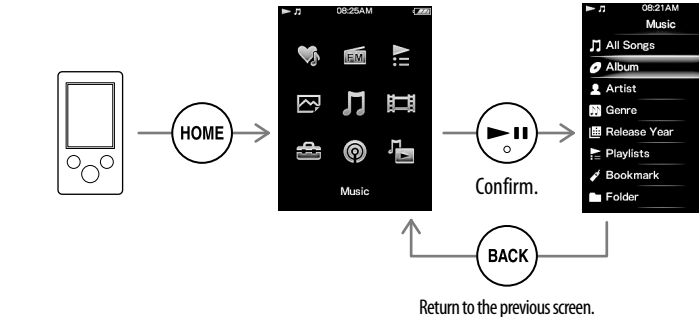 08:25AM
FM
Music
HOME
Confirm.
08:21AM
Music
All Songs
Album
Artist
Genre
Release Year
Playlists
Bookmark
Folder
BACK
Return to the previous screen.